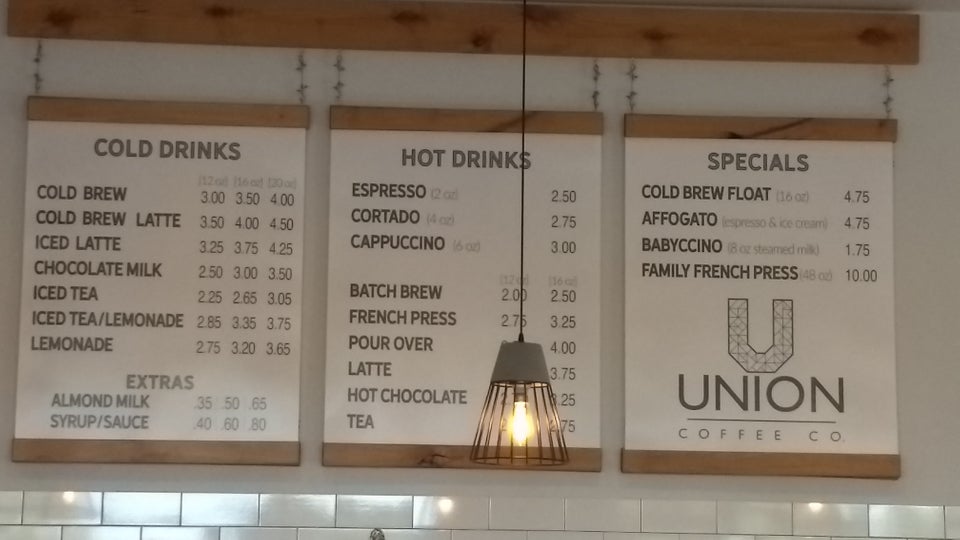 COLD DRINKS
(12 oz) (16 oz) (20 oz)
COLD BREW 3.00 3.50 4.00
COLD BREW LATTE 3.50 4.00 4.50
ICED LATTE 3.25 3.75 4.25
CHOCOLATE MILK 2.50 3.00 3.50
ICED TEA 2.25 2.65 3.05
ICED TEA/LEMONADE 2.85 3.35 3.75
LEMONADE 2.75 3.20 3.65
EXTRAS
ALMOND MILK .35 .50 .65
SYRUP/SAUCE .40 .60 .80
HOT DRINKS
ESPRESSO (2 oz) 2.50
CORTADO (4 oz) 2.75
CAPPUCCINO (6 oz) 3.00
(12 oz) (16 oz)
BATCH BREW 2.00 2.50
FRENCH PRESS 2.75 3.25
POUR OVER 4.00
LATTE 3.75
HOT CHOCOLATE 3.25
TEA
SPECIALS
COLD BREW FLOAT (16 oz) 4.75
AFFOGATO (espresso & ice cream) 4.75
BABYCCINO (8 oz steamed milk) 1.75
FAMILY FRENCH PRESS (48 oz) 10.00
U
UNION
COFFEE CO.